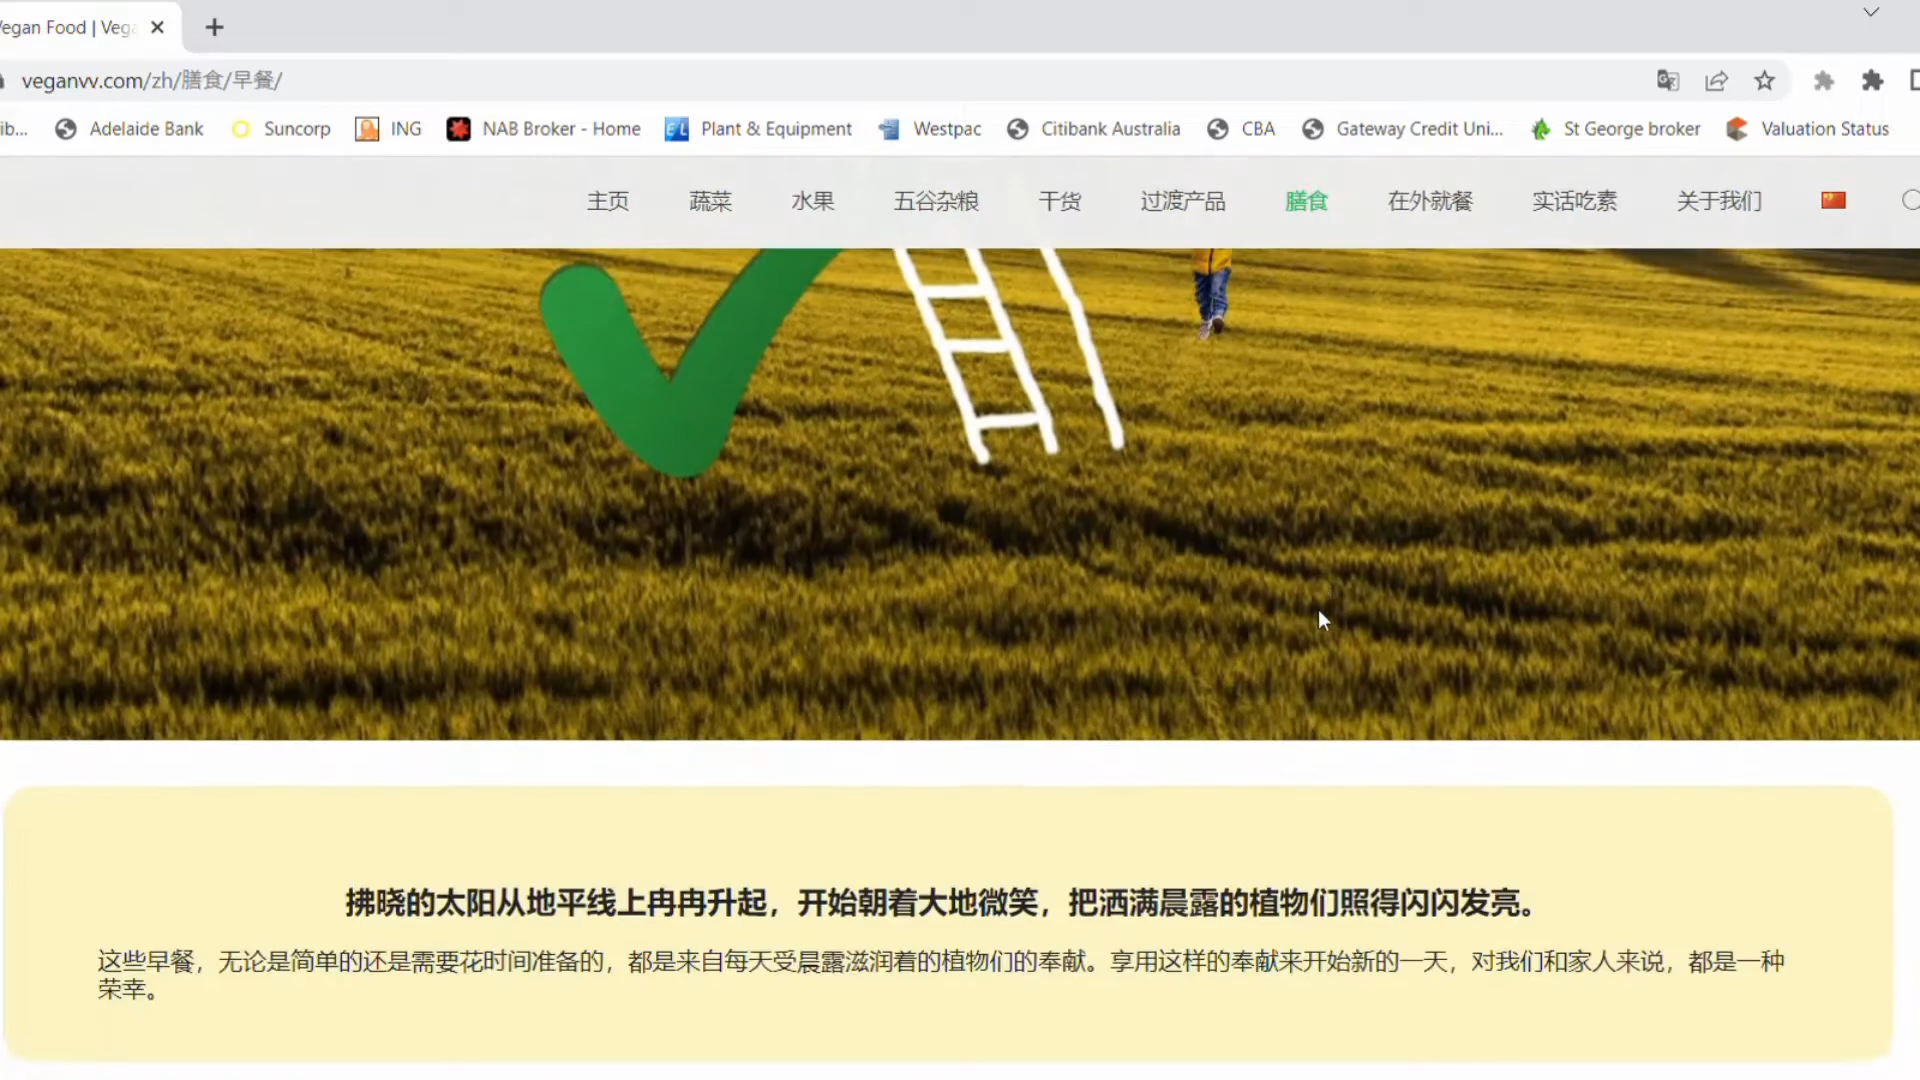 Vegan Food | Veg
veganvv.com/zh/膳食/早餐/
ib... Adelaide Bank Suncorp ING NAB Broker - Home Plant & Equipment Westpac Citibank Australia CBA Gateway Credit Uni... St George broker Valuation Status
主页 蔬菜 水果 五谷杂粮 干货 过渡产品 膳食 在外就餐 实话吃素 关于我们
拂晓的太阳从地平线上冉冉升起，开始朝着大地微笑，把洒满晨露的植物们照得闪闪发亮。
这些早餐，无论是简单的还是需要花时间准备的，都是来自每天受晨露滋润着的植物们的奉献。享用这样的奉献来开始新的一天，对我们和家人来说，都是一种
荣幸。